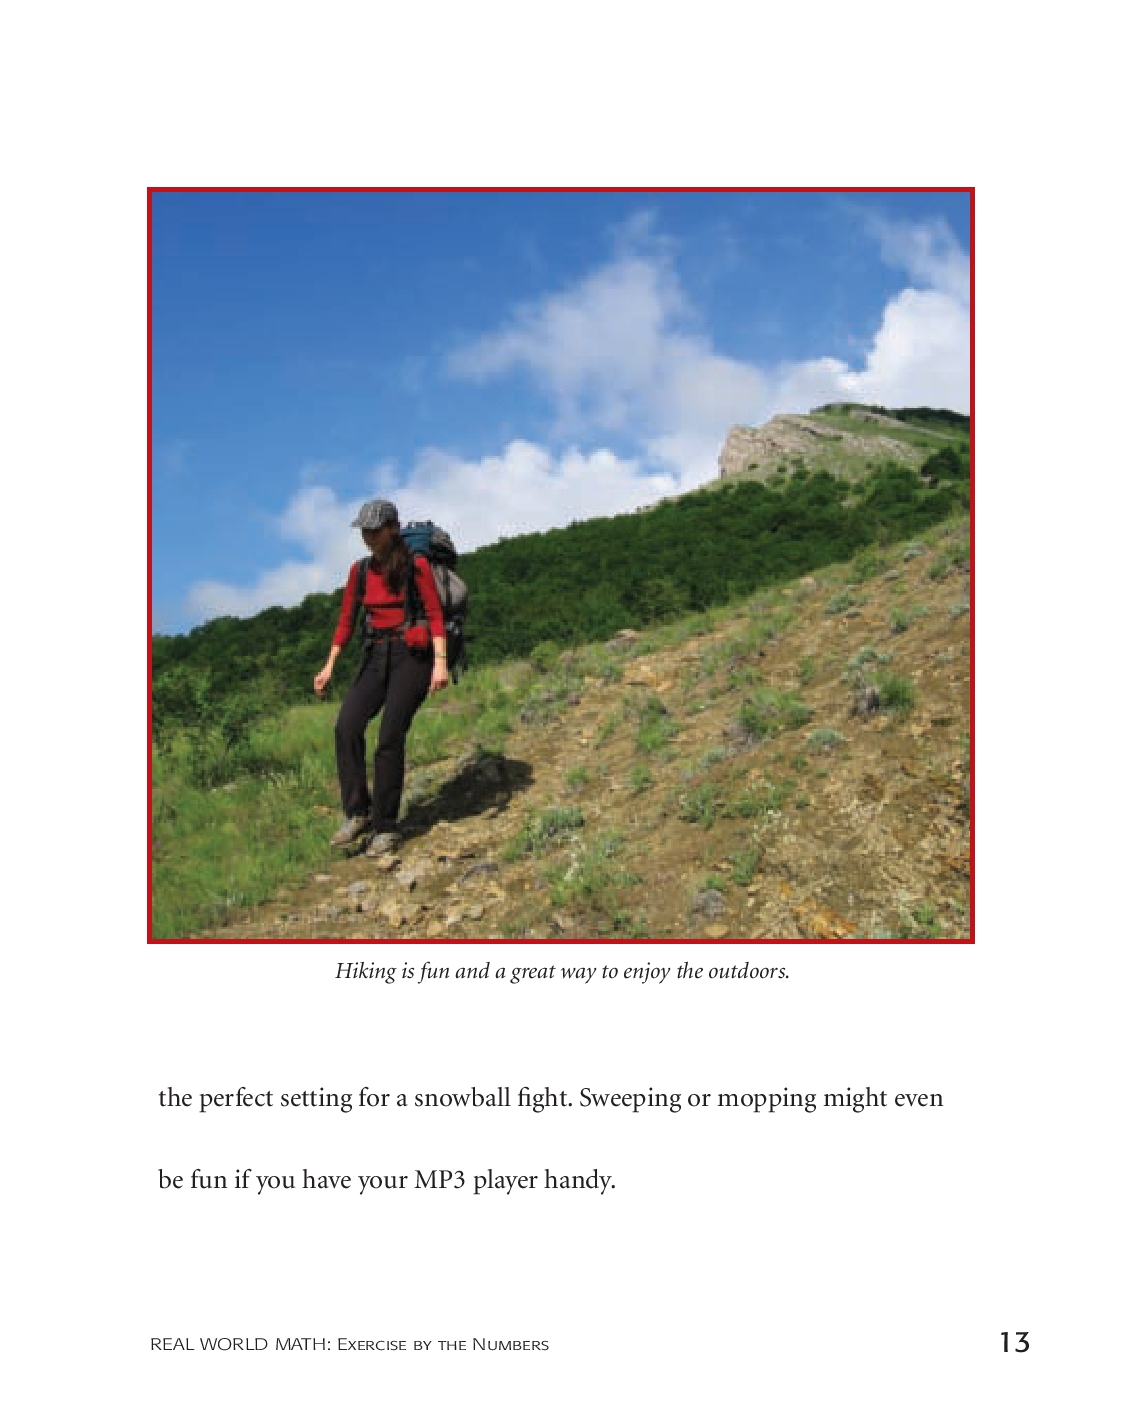 Hiking is fun and a great way to enjoy the outdoors.
the perfect setting for a snowball fight. Sweeping or mopping might even
be fun if you have your MP3 player handy.
REAL WORLD MATH: EXERCISE BY THE NUMBERS
13